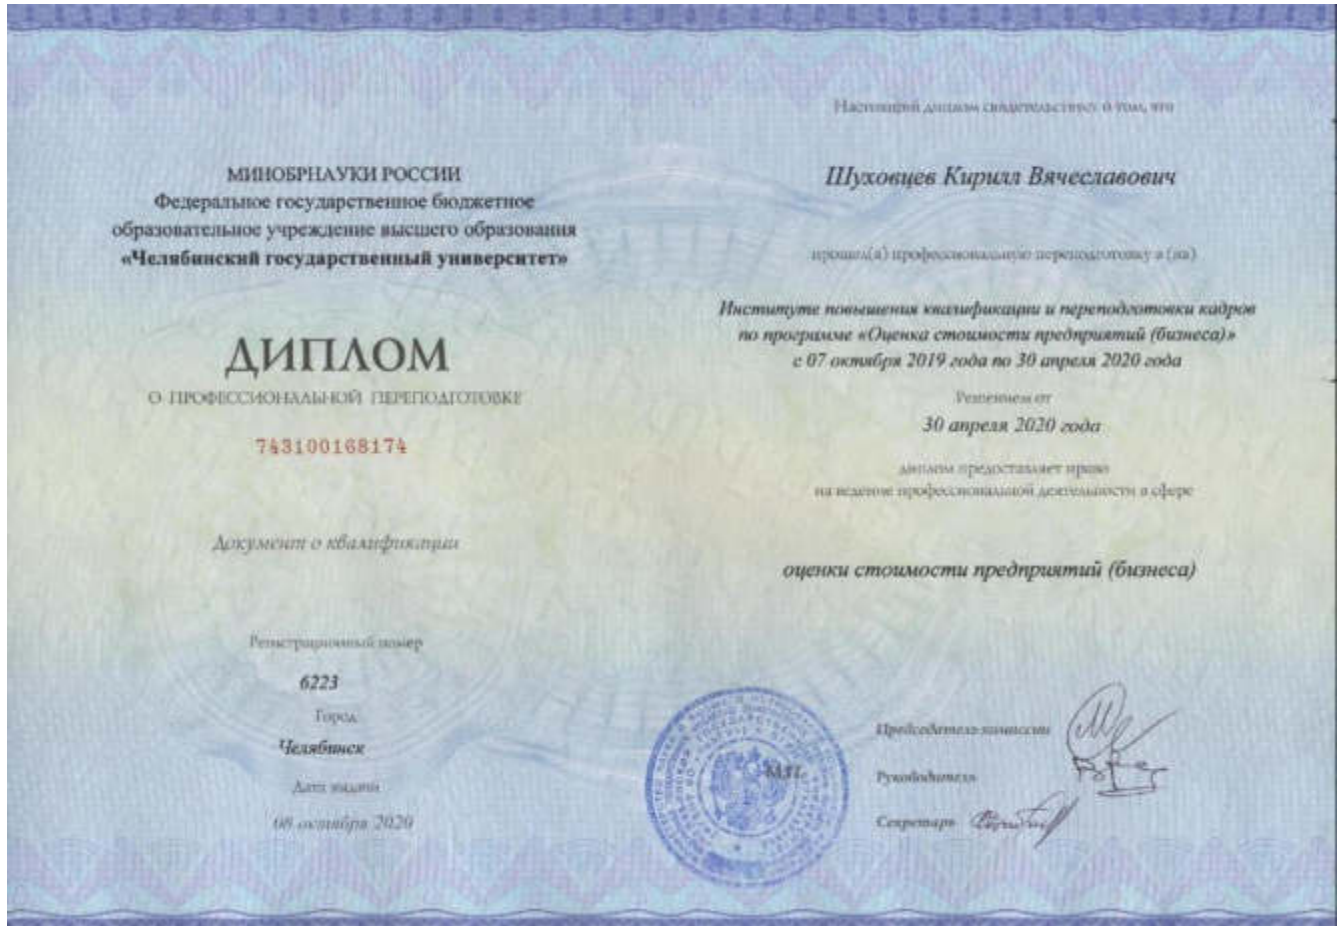 МИНОБРНАУКИ РОССИИ
Федеральное государственное бюджетное
образовательное учреждение высшего образования
«Челябинский государственный университет»
ДИПЛОМ
О ПРОФЕССИОНАЛЬНОЙ ПЕРЕПОДГОТОВКЕ
743100168174
Документ о квалификации
Регистрационный номер
6223
Город
Челябинск
Дата выдачи
08 октября 2020
Настоящий диплом свидетельствует о том, что
Шуховцев Кирилл Вячеславович
прошел(а) профессиональную переподготовку в (на)
Институте повышения квалификации и переподготовки кадров
по программе «Оценка стоимости предприятий (бизнеса)»
с 07 октября 2019 года по 30 апреля 2020 года
Решением от
30 апреля 2020 года
диплом предоставляет право
на ведение профессиональной деятельности в сфере
оценки стоимости предприятий (бизнеса)
М.П.
Председатель комиссии
Руководитель
Секретарь